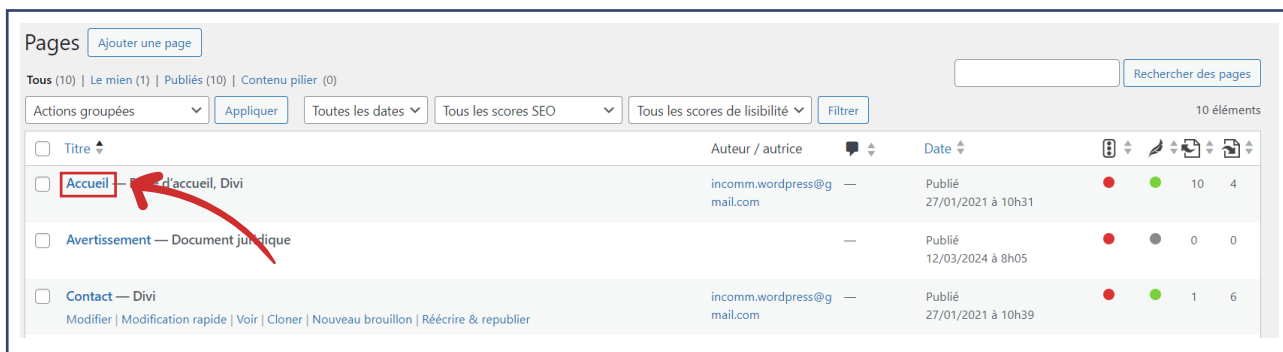 Pages Ajouter une page
Tous (10) | Le mien (1) | Publiés (10) | Contenu pilier (0)
Rechercher des pages
Actions groupées Appliquer Toutes les dates Tous les scores SEO Tous les scores de lisibilité Filtrer 10 éléments
Titre Auteur / autrice Date
Accueil — d'accueil, Divi incomm.wordpress@g — Publié 10 4
mail.com 27/01/2021 à 10h31
Avertissement — Document juridique — Publié 0 0
12/03/2024 à 8h05
Contact — Divi incomm.wordpress@g — Publié 1 6
Modifier | Modification rapide | Voir | Cloner | Nouveau brouillon | Réécrire & republier mail.com 27/01/2021 à 10h39